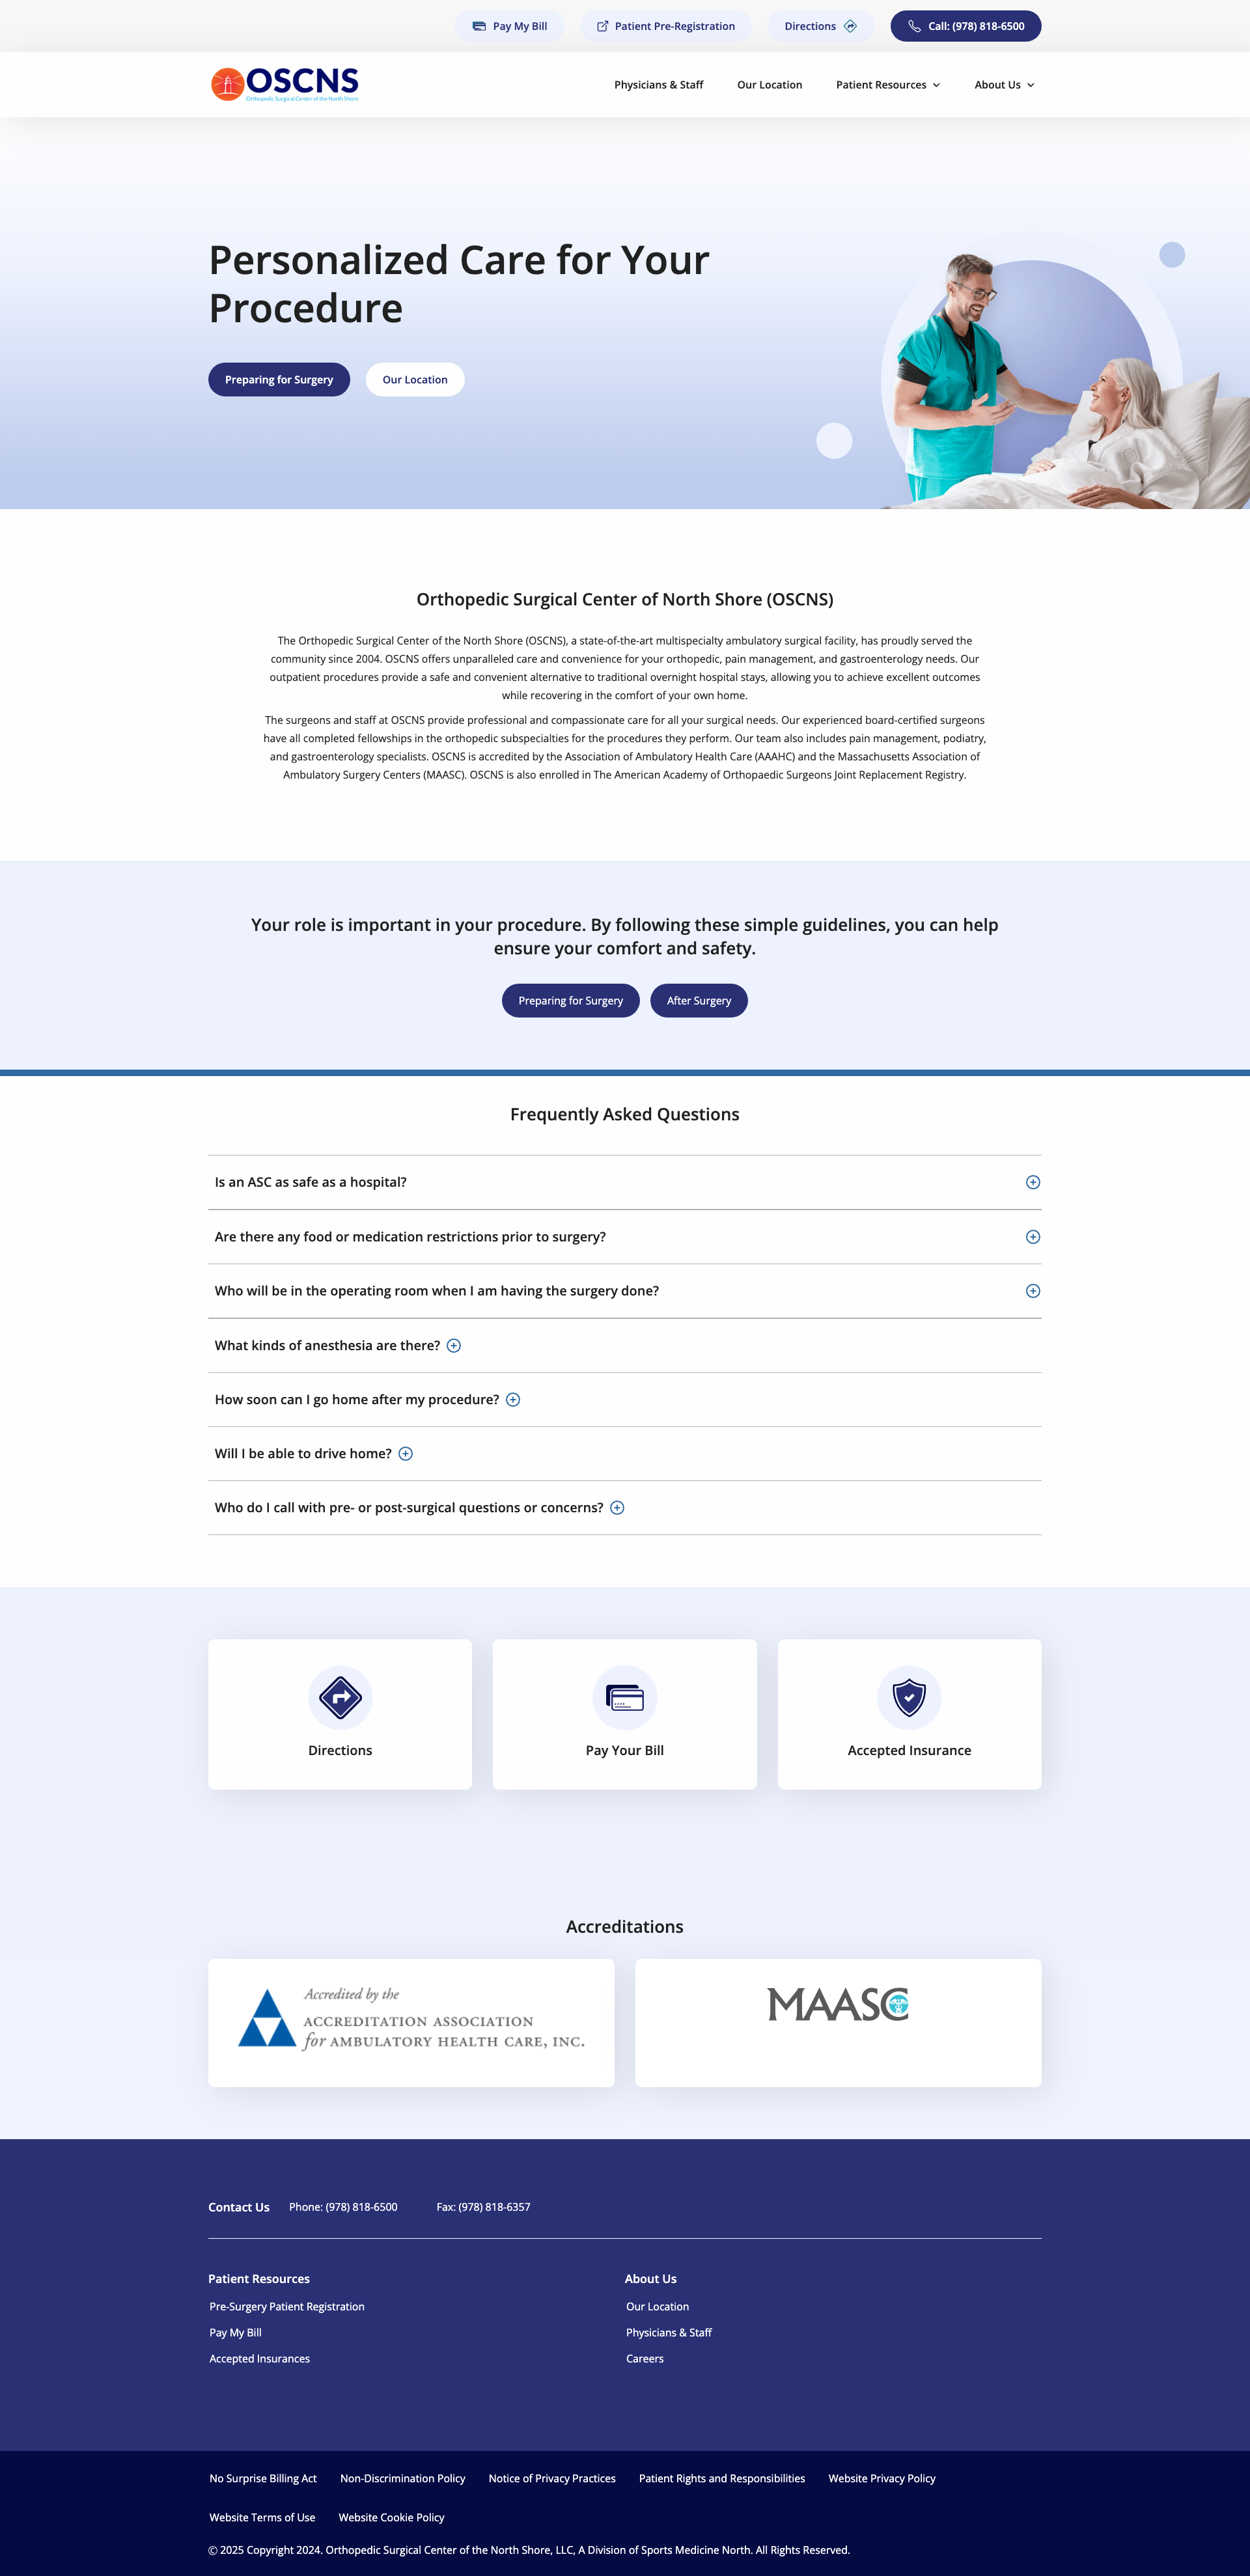 Pay My Bill
Patient Pre-Registration
Directions
Call: (978) 818-6500
OSCNS
Orthopedic Surgical Center of the North Shore
Physicians & Staff
Our Location
Patient Resources
About Us
Personalized Care for Your
Procedure
Preparing for Surgery
Our Location
Orthopedic Surgical Center of North Shore (OSCNS)
The Orthopedic Surgical Center of the North Shore (OSCNS), a state-of-the-art multispecialty ambulatory surgical facility, has proudly served the
community since 2004. OSCNS offers unparalleled care and convenience for your orthopedic, pain management, and gastroenterology needs. Our
outpatient procedures provide a safe and convenient alternative to traditional overnight hospital stays, allowing you to achieve excellent outcomes
while recovering in the comfort of your own home.
The surgeons and staff at OSCNS provide professional and compassionate care for all your surgical needs. Our experienced board-certified surgeons
have all completed fellowships in the orthopedic subspecialties for the procedures they perform. Our team also includes pain management, podiatry,
and gastroenterology specialists. OSCNS is accredited by the Association of Ambulatory Health Care (AAAHC) and the Massachusetts Association of
Ambulatory Surgery Centers (MAASC). OSCNS is also enrolled in The American Academy of Orthopaedic Surgeons Joint Replacement Registry.
Your role is important in your procedure. By following these simple guidelines, you can help
ensure your comfort and safety.
Preparing for Surgery
After Surgery
Frequently Asked Questions
Is an ASC as safe as a hospital?
Are there any food or medication restrictions prior to surgery?
Who will be in the operating room when I am having the surgery done?
What kinds of anesthesia are there?
How soon can I go home after my procedure?
Will I be able to drive home?
Who do I call with pre- or post-surgical questions or concerns?
Directions
Pay Your Bill
Accepted Insurance
Accreditations
Accredited by the
ACCREDITATION ASSOCIATION
for AMBULATORY HEALTH CARE, INC.
MAASC
Contact Us
Phone: (978) 818-6500
Fax: (978) 818-6357
Patient Resources
Pre-Surgery Patient Registration
Pay My Bill
Accepted Insurances
About Us
Our Location
Physicians & Staff
Careers
No Surprise Billing Act
Non-Discrimination Policy
Notice of Privacy Practices
Patient Rights and Responsibilities
Website Privacy Policy
Website Terms of Use
Website Cookie Policy
© 2025 Copyright 2024. Orthopedic Surgical Center of the North Shore, LLC, A Division of Sports Medicine North. All Rights Reserved.